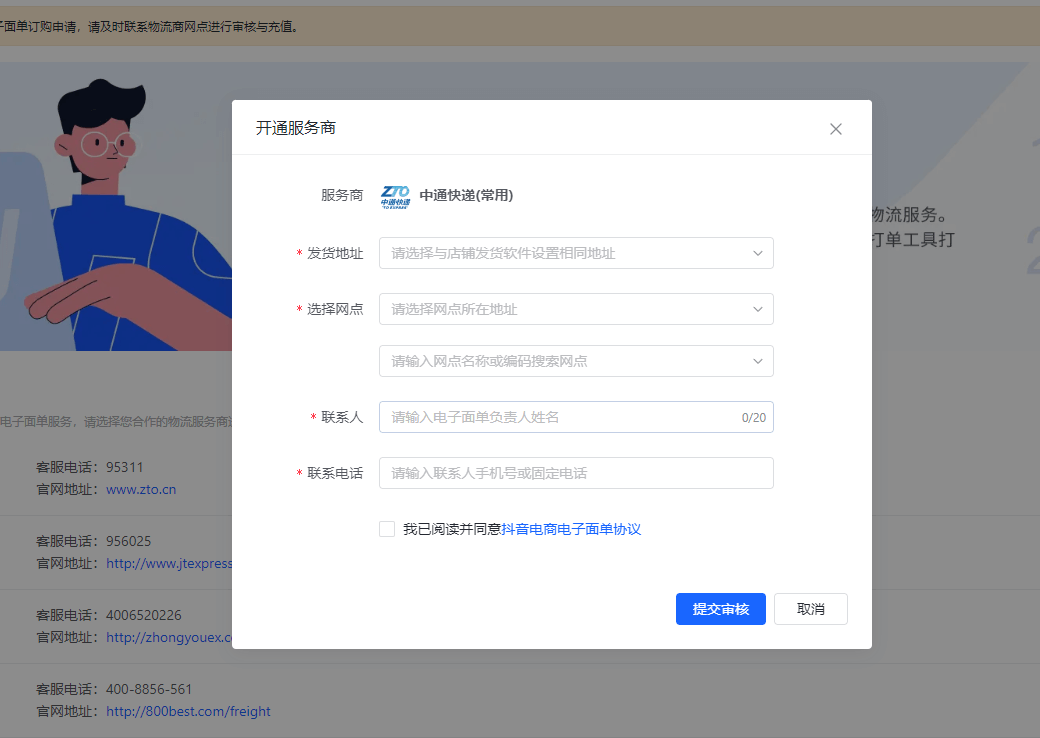 子面单订购申请，请及时联系物流商网点进行审核与充值。
开通服务商
服务商 ZTO 中通快递 中通快递(常用)
物流服务。
打单工具打
* 发货地址 请选择与店铺发货软件设置相同地址
* 选择网点 请选择网点所在地址
请输入网点名称或编码搜索网点
* 联系人 请输入电子面单负责人姓名 0/20
电子面单服务，请选择您合作的物流服务商
* 联系电话 请输入联系人手机号或固定电话
客服电话：95311
官网地址：www.zto.cn
我已阅读并同意抖音电商电子面单协议
客服电话：956025
官网地址：http://www.jtexpress
提交审核 取消
客服电话：4006520226
官网地址：http://zhongyouex.c
客服电话：400-8856-561
官网地址：http://800best.com/freight